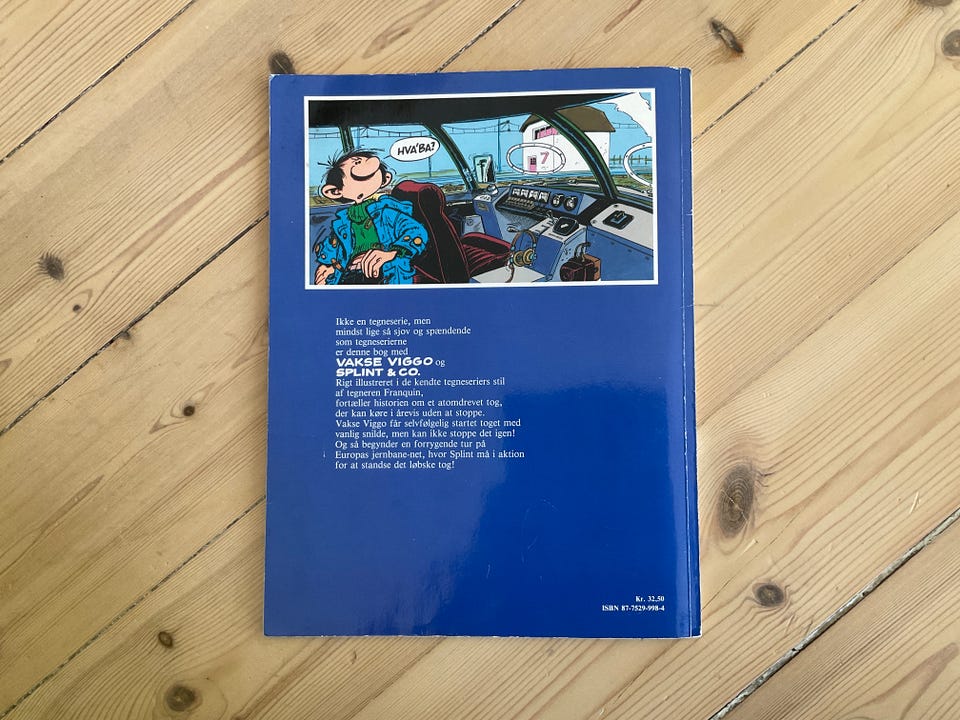 HVA'BA?
7
7
Ikke en tegneserie, men
mindst lige så sjov og spændende
som tegneserierne
er denne bog med
VAKSE VIGGO og
SPLINT & CO.
Rigt illustreret i de kendte tegneseriers stil
af tegneren Franquin,
fortæller historien om et atomdrevet tog,
der kan køre i årevis uden at stoppe.
Vakse Viggo får selvfølgelig startet toget med
vanlig snilde, men kan ikke stoppe det igen!
Og så begynder en forrygende tur på
Europas jernbane-net, hvor Splint må i aktion
for at standse det løbske tog!
Kr. 32,50
ISBN 87-7529-998-4